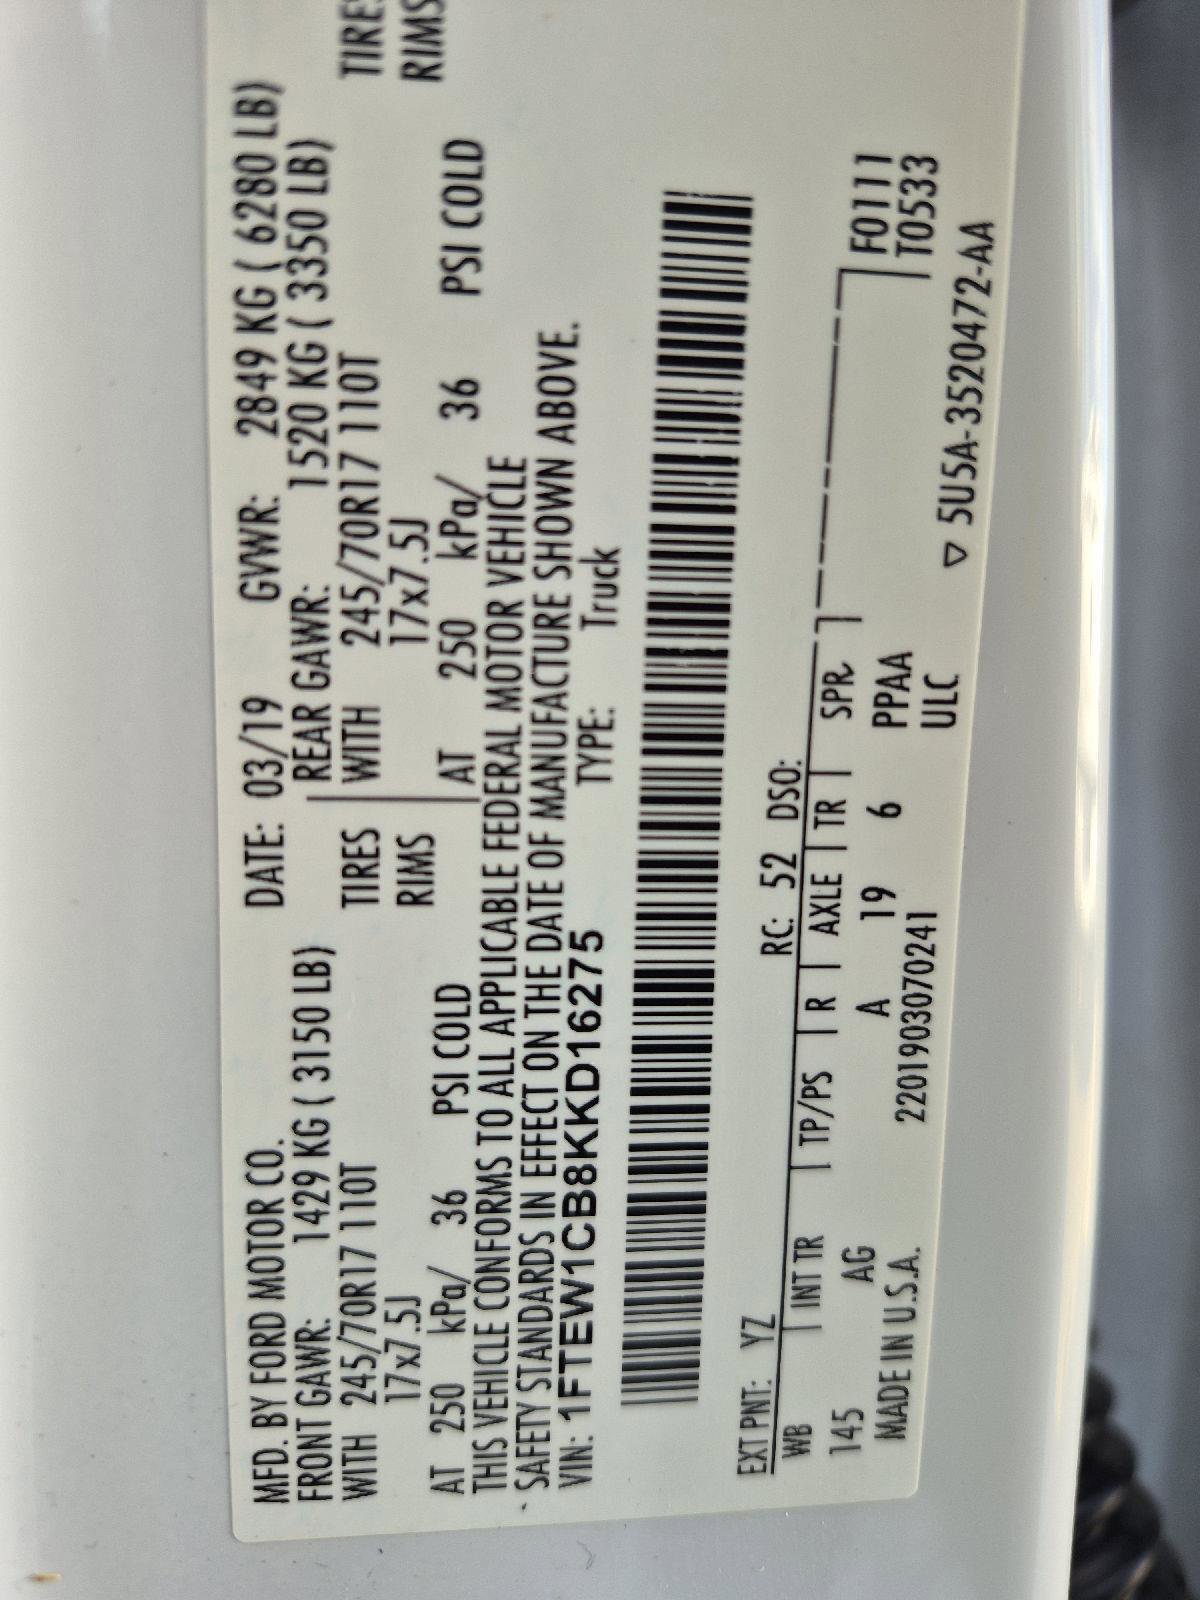 MFD. BY FORD MOTOR CO. DATE: 03/19 GVWR: 2849 KG ( 6280 LB)
FRONT GAWR: 1429 KG ( 3150 LB) REAR GAWR: 1520 KG ( 3350 LB)
WITH 245/70R17 110T TIRES WITH 245/70R17 110T TIRES
17x7.5J RIMS 17x7.5J RIMS
AT 250 kPa/ 36 PSI COLD AT 250 kPa/ 36 PSI COLD
THIS VEHICLE CONFORMS TO ALL APPLICABLE FEDERAL MOTOR VEHICLE
SAFETY STANDARDS IN EFFECT ON THE DATE OF MANUFACTURE SHOWN ABOVE.
VIN: 1FTEW1CB8KKD16275 TYPE: Truck
EXT PNT: YZ RC: 52 DSO:
WB INT TR TP/PS R AXLE TR SPR F0111
145 AG A 19 6 PPAA T0533
MADE IN U.S.A. 2201903070241 ULC
▽ 5U5A-3520472-AA